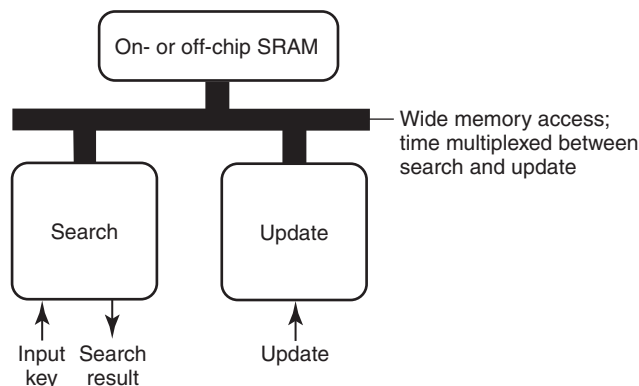 On- or off-chip SRAM
Wide memory access;
time multiplexed between
search and update
Search
Update
Input
key
Search
result
Update